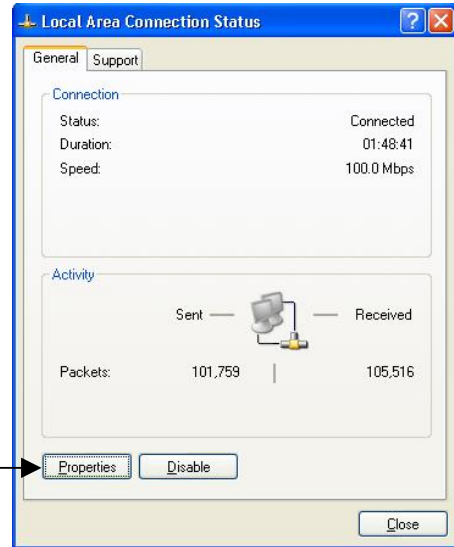 Local Area Connection Status
General Support
Connection
Status: Connected
Duration: 01:48:41
Speed: 100.0 Mbps
Activity
Sent — — Received
Packets: 101,759 | 105,516
Properties Disable
Close